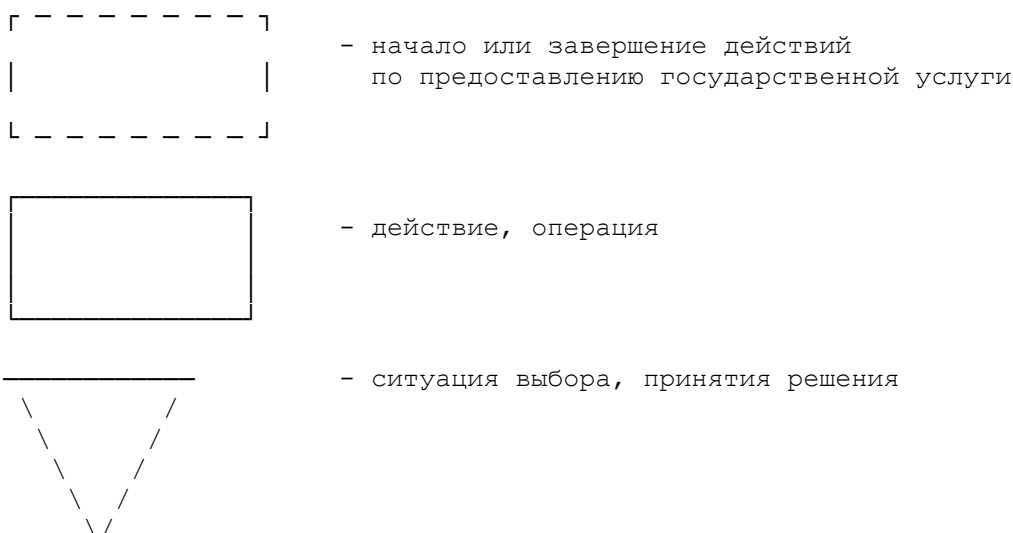 - начало или завершение действий
по предоставлению государственной услуги
- действие, операция
- ситуация выбора, принятия решения